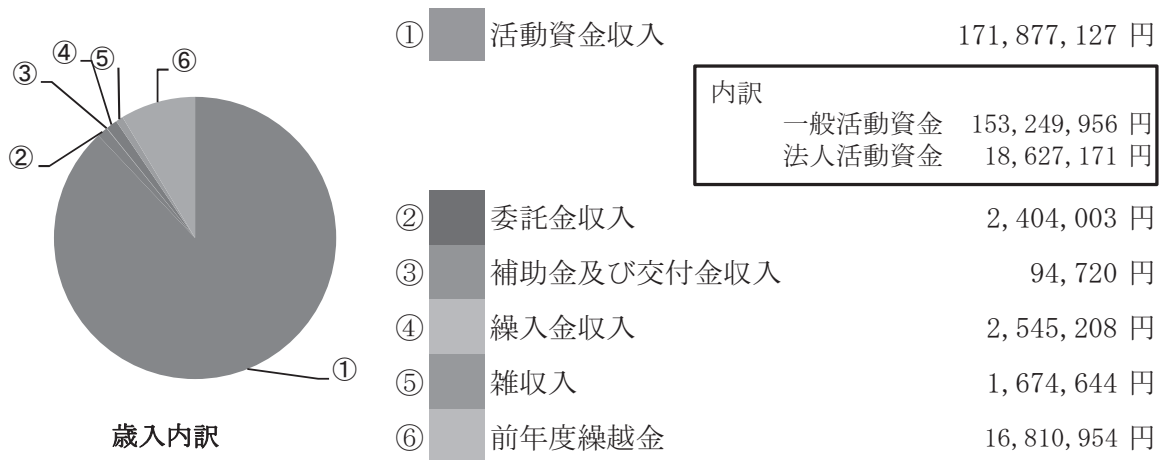 ④
⑤
⑥
③
②
①
歳入内訳
① 活動資金収入 171,877,127 円
内訳
一般活動資金 153,249,956 円
法人活動資金 18,627,171 円
② 委託金収入 2,404,003 円
③ 補助金及び交付金収入 94,720 円
④ 繰入金収入 2,545,208 円
⑤ 雑収入 1,674,644 円
⑥ 前年度繰越金 16,810,954 円